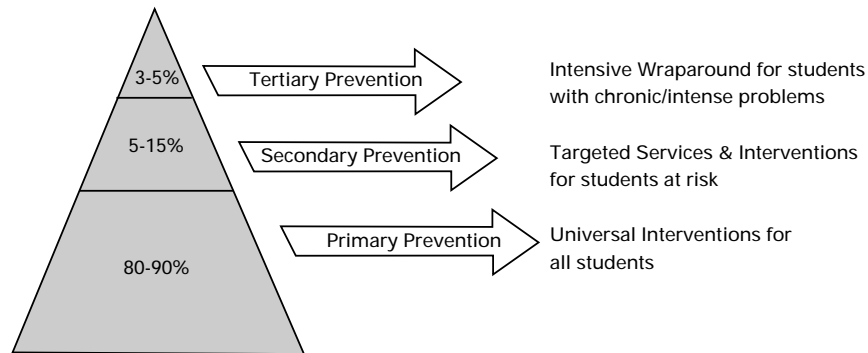 3-5%
Tertiary Prevention
Intensive Wraparound for students
with chronic/intense problems
5-15%
Secondary Prevention
Targeted Services & Interventions
for students at risk
80-90%
Primary Prevention
Universal Interventions for
all students